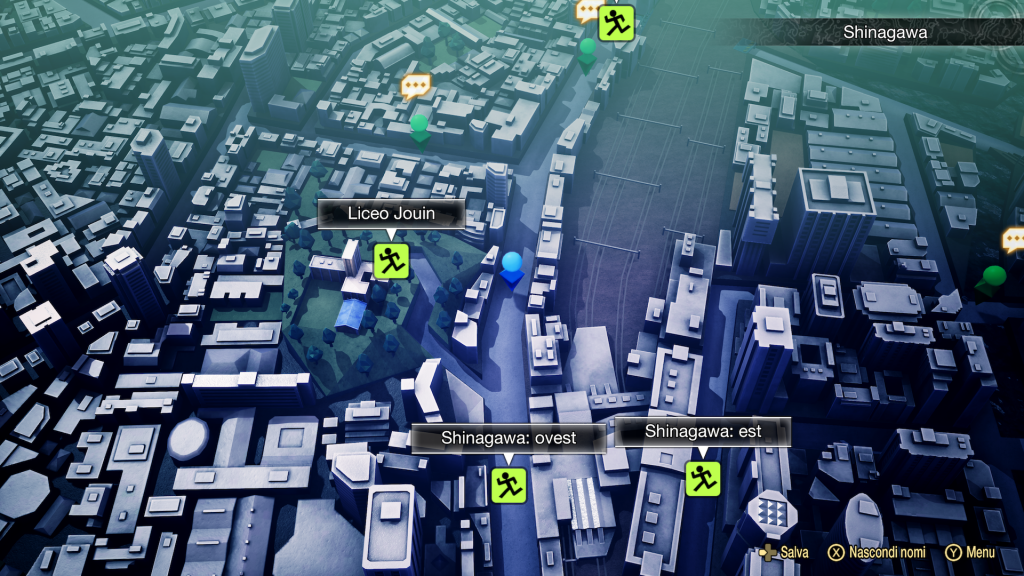 Shinagawa
Liceo Jouin
Shinagawa: ovest
Shinagawa: est
Salva
X Nascondi nomi
Y Menu